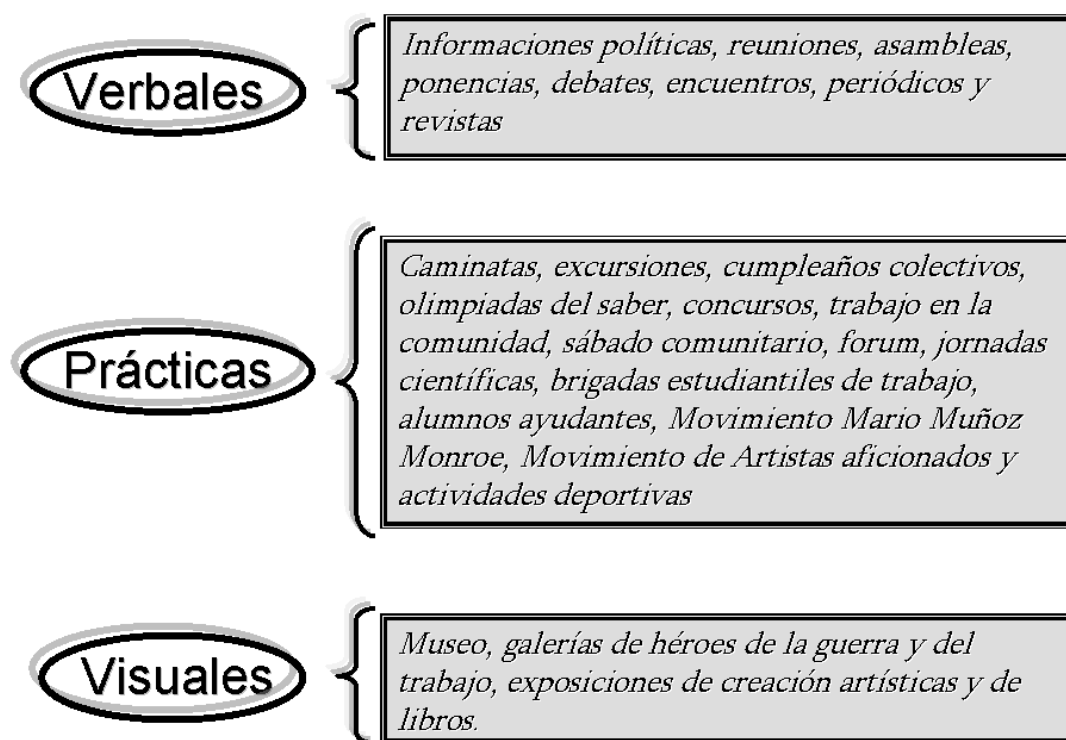 Verbales
Informaciones políticas, reuniones, asambleas,
ponencias, debates, encuentros, periódicos y
revistas
Prácticas
Caminatas, excursiones, cumpleaños colectivos,
olimpiadas del saber, concursos, trabajo en la
comunidad, sábado comunitario, forum, jornadas
científicas, brigadas estudiantiles de trabajo,
alumnos ayudantes, Movimiento Mario Muñoz
Monroe, Movimiento de Artistas aficionados y
actividades deportivas
Visuales
Museo, galerías de héroes de la guerra y del
trabajo, exposiciones de creación artísticas y de
libros.